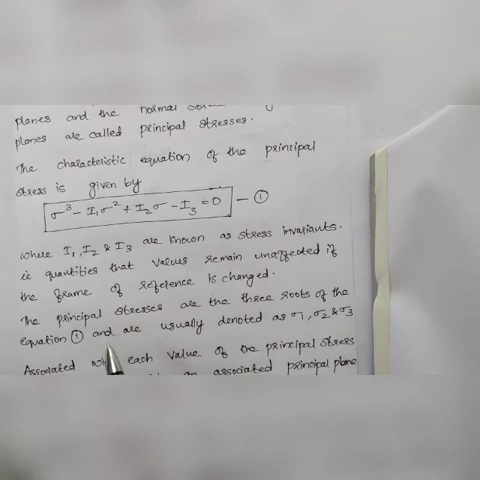 planes and the normal
planes are called principal stresses.
The characteristic equation of the principal
stress is given by
σ³ - I₁σ² + I₂σ - I₃ = 0 — ①
where I₁, I₂ & I₃ are known as stress invariants.
ie quantities that values remain unaffected if
the frame of reference is changed.
The principal stresses are the three roots of the
equation ① and are usually denoted as σ₁, σ₂ & σ₃
Associated each value of the principal stress
an associated principal plane